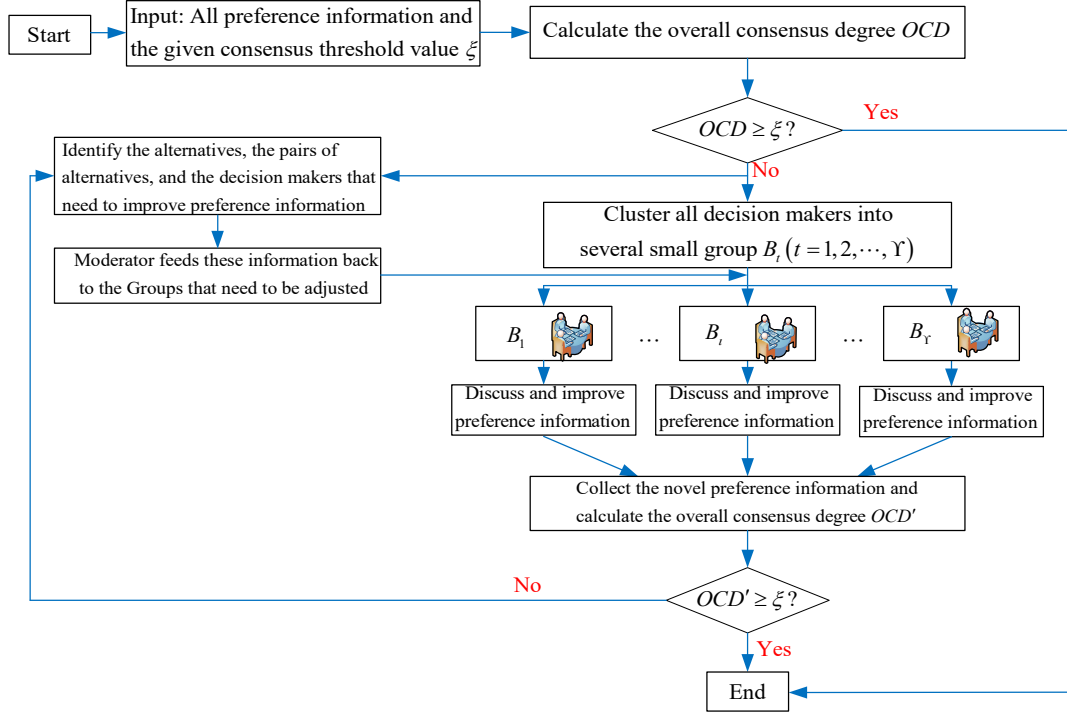 Start
Input: All preference information and
the given consensus threshold value ξ
Calculate the overall consensus degree OCD
OCD ≥ ξ?
Yes
No
Identify the alternatives, the pairs of
alternatives, and the decision makers that
need to improve preference information
Cluster all decision makers into
several small group B_t (t = 1, 2, ⋯, ϒ)
Moderator feeds these information back
to the Groups that need to be adjusted
B_1
...
B_t
...
B_ϒ
Discuss and improve
preference information
Discuss and improve
preference information
Discuss and improve
preference information
Collect the novel preference information and
calculate the overall consensus degree OCD′
No
OCD′ ≥ ξ?
Yes
End